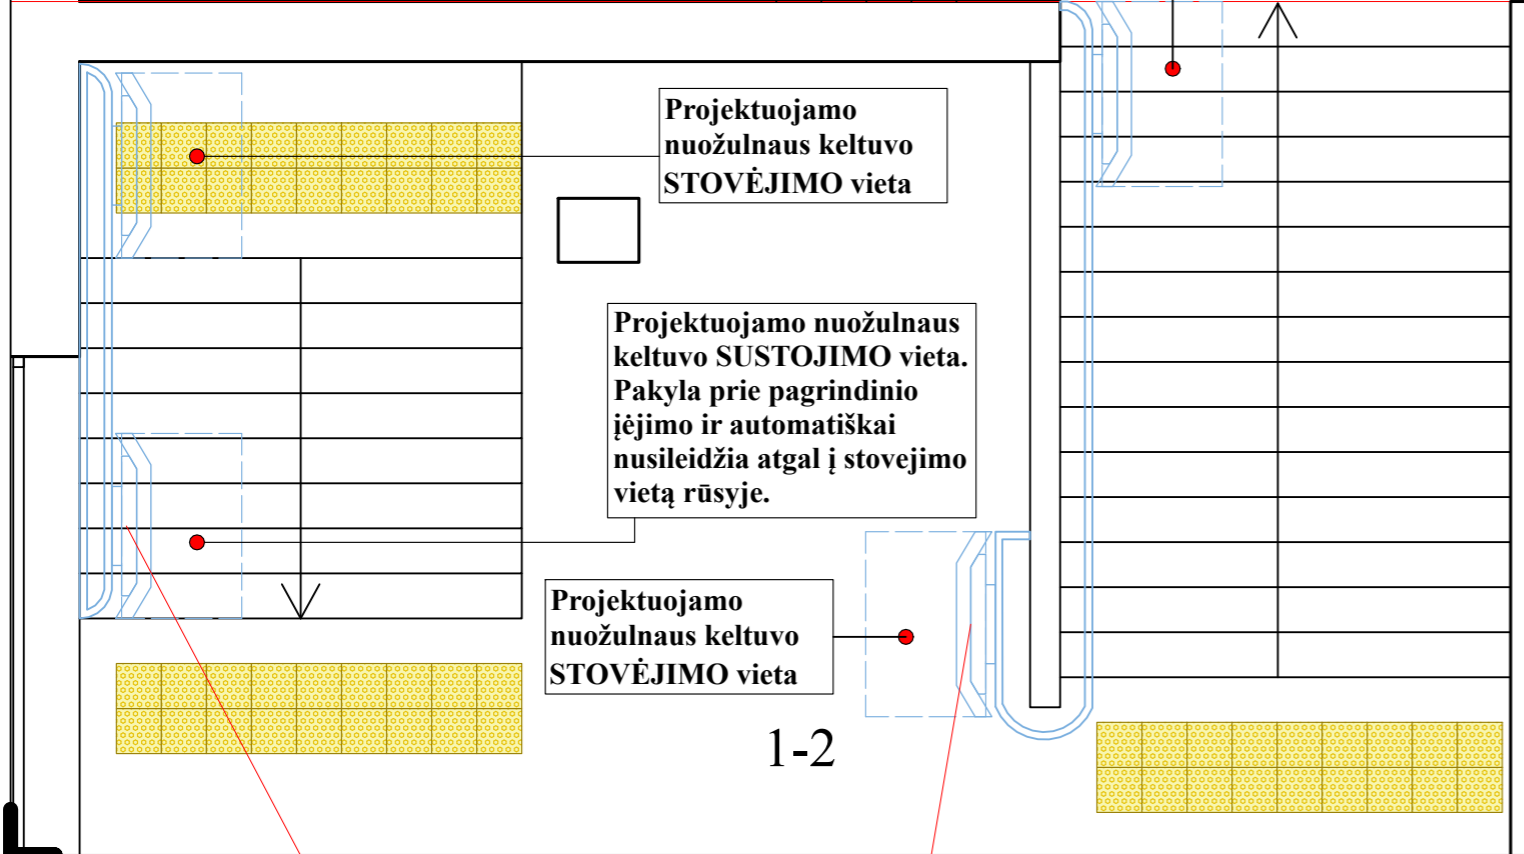 Projektuojamo
nuožulnaus keltuvo
STOVĖJIMO vieta
Projektuojamo nuožulnaus
keltuvo SUSTOJIMO vieta.
Pakyla prie pagrindinio
įėjimo ir automatiškai
nusileidžia atgal į stovejimo
vietą rūsyje.
Projektuojamo
nuožulnaus keltuvo
STOVĖJIMO vieta
1-2